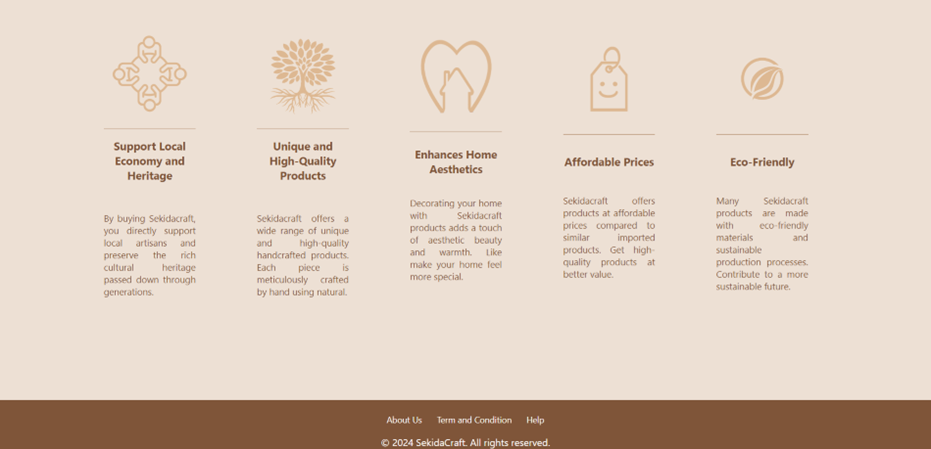 Support Local
Economy and
Heritage
By buying Sekidacraft,
you directly support
local artisans and
preserve the rich
cultural heritage
passed down through
generations.
Unique and
High-Quality
Products
Sekidacraft offers a
wide range of unique
and high-quality
handcrafted products.
Each piece is
meticulously crafted
by hand using natural.
Enhances Home
Aesthetics
Decorating your home
with Sekidacraft
products adds a touch
of aesthetic beauty
and warmth. Like
make your home feel
more special.
Affordable Prices
Sekidacraft offers
products at affordable
prices compared to
similar imported
products. Get high-
quality products at
better value.
Eco-Friendly
Many Sekidacraft
products are made
with eco-friendly
materials and
sustainable
production processes.
Contribute to a more
sustainable future.
About Us Term and Condition Help
© 2024 SekidaCraft. All rights reserved.